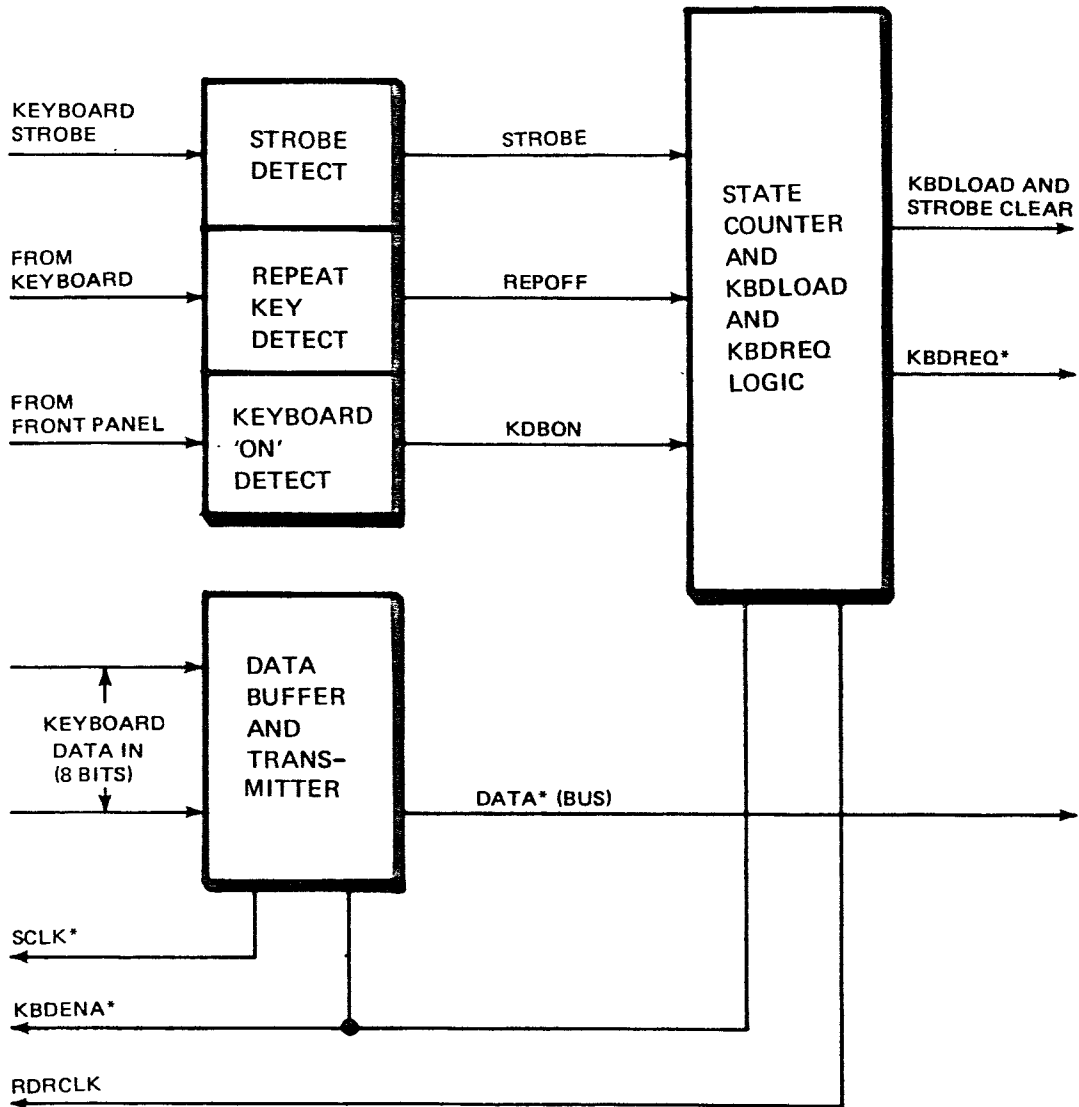 KEYBOARD
STROBE
STROBE
DETECT
STROBE
FROM
KEYBOARD
REPEAT
KEY
DETECT
REPOFF
FROM
FRONT PANEL
KEYBOARD
'ON'
DETECT
KDBON
STATE
COUNTER
AND
KBDLOAD
AND
KBDREQ
LOGIC
KBDLOAD AND
STROBE CLEAR
KBDREQ*
KEYBOARD
DATA IN
(8 BITS)
DATA
BUFFER
AND
TRANS-
MITTER
DATA* (BUS)
SCLK*
KBDENA*
RDRCLK